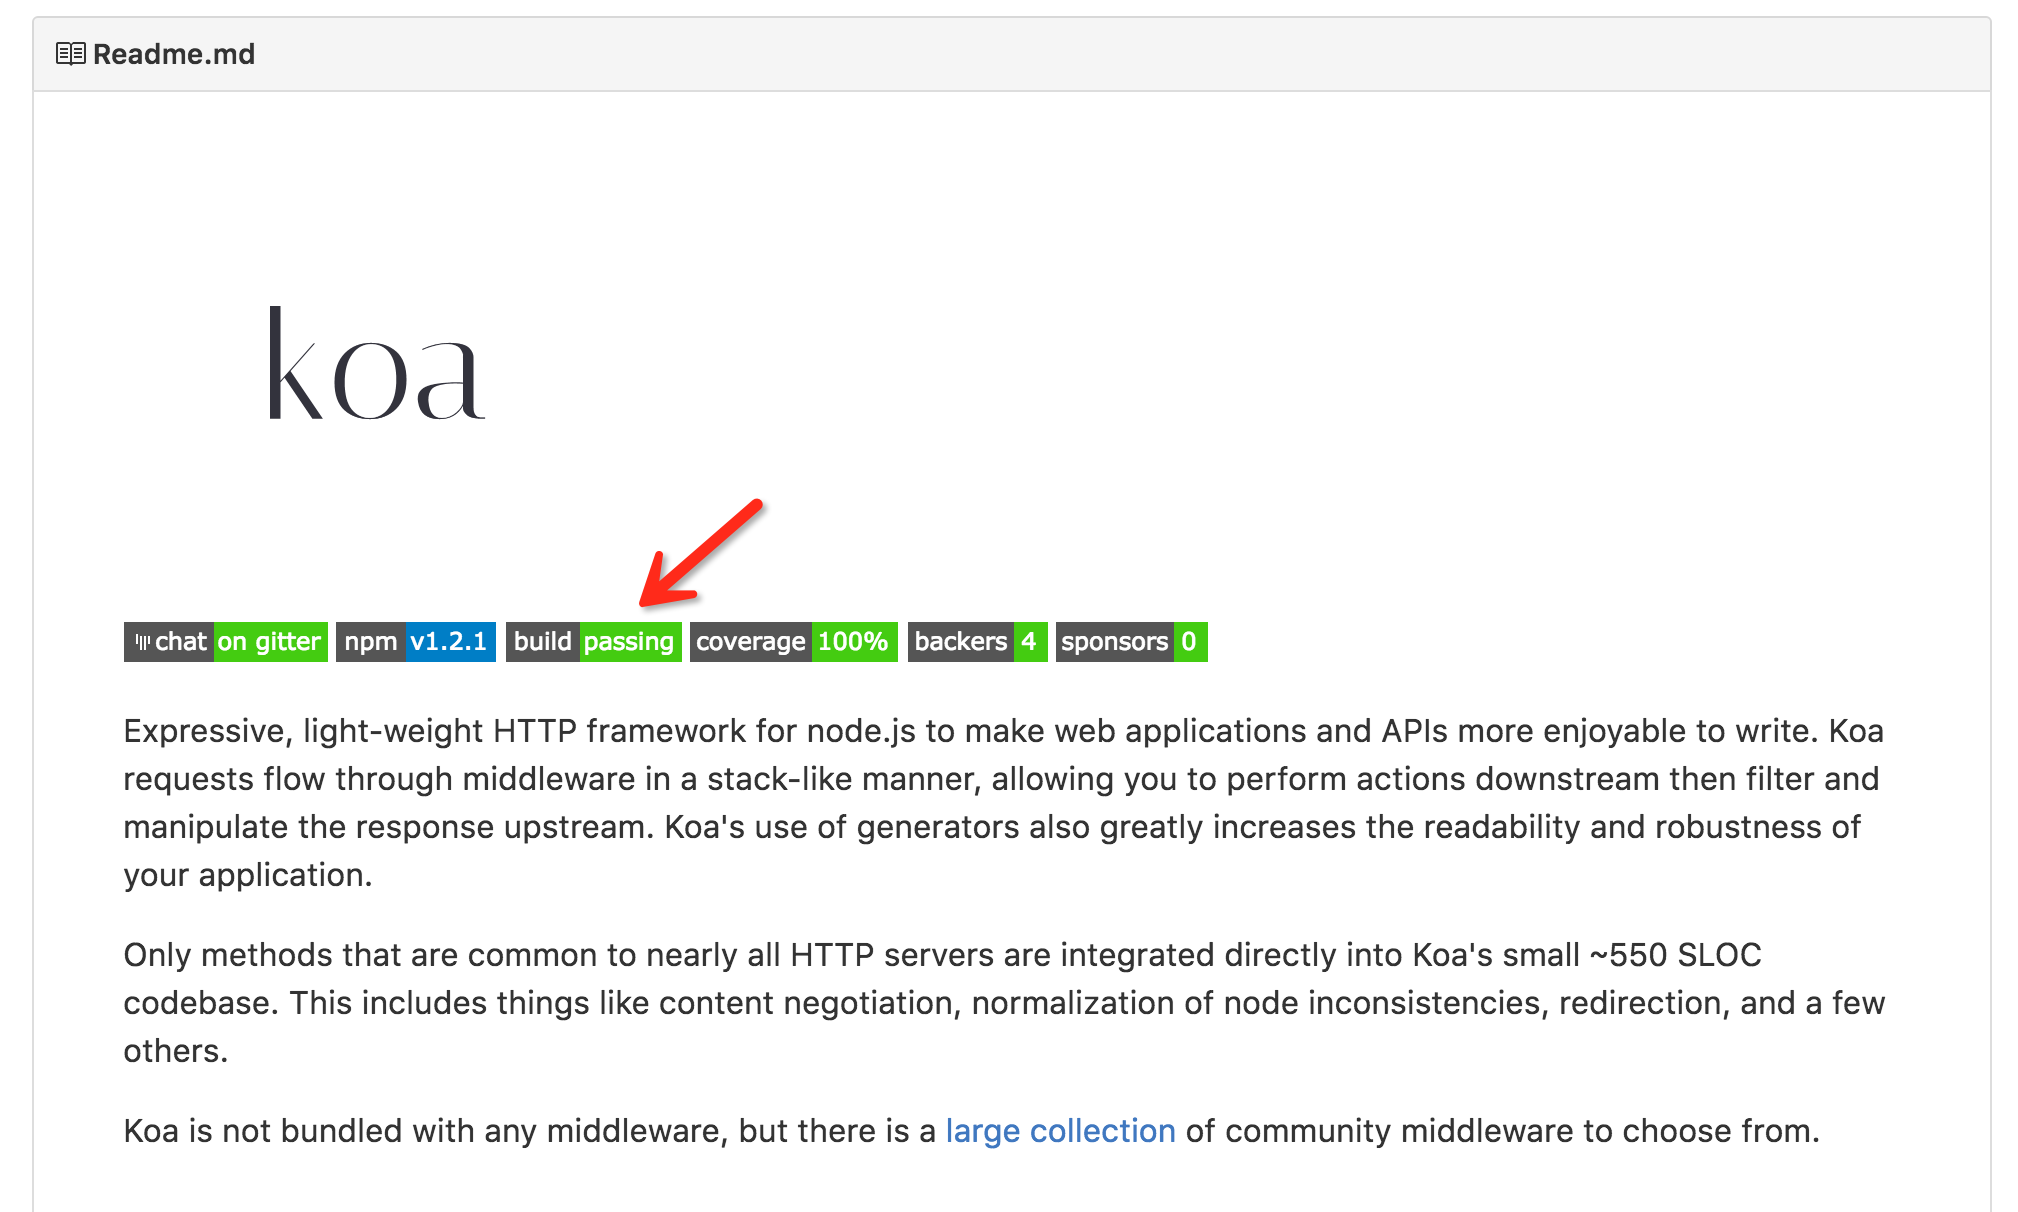 Readme.md
koa
chat on gitter npm v1.2.1 build passing coverage 100% backers 4 sponsors 0
Expressive, light-weight HTTP framework for node.js to make web applications and APIs more enjoyable to write. Koa
requests flow through middleware in a stack-like manner, allowing you to perform actions downstream then filter and
manipulate the response upstream. Koa's use of generators also greatly increases the readability and robustness of
your application.
Only methods that are common to nearly all HTTP servers are integrated directly into Koa's small ~550 SLOC
codebase. This includes things like content negotiation, normalization of node inconsistencies, redirection, and a few
others.
Koa is not bundled with any middleware, but there is a large collection of community middleware to choose from.